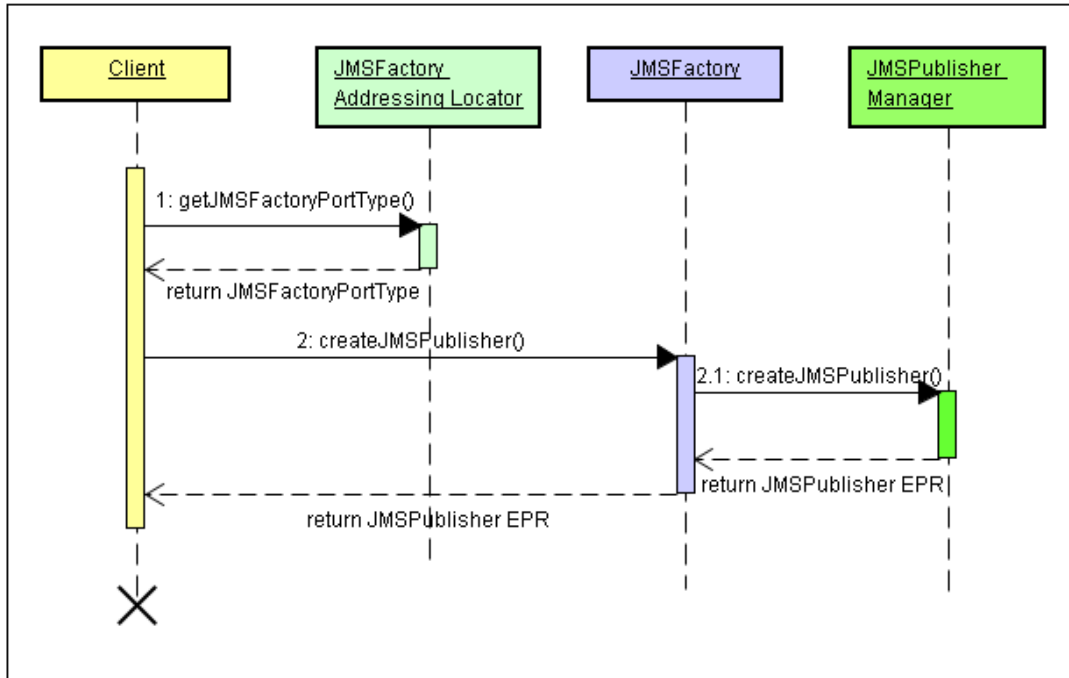 Client
JMSFactory
Addressing Locator
JMSFactory
JMSPublisher
Manager
1: getJMSFactoryPortType()
return JMSFactoryPortType
2: createJMSPublisher()
2.1: createJMSPublisher()
return JMSPublisher EPR
return JMSPublisher EPR